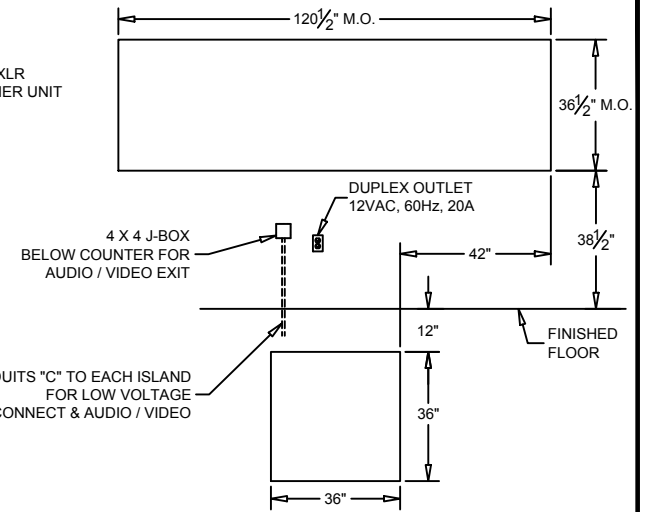 120½" M.O.
XLR
ER UNIT
36½" M.O.
DUPLEX OUTLET
12VAC, 60Hz, 20A
4 X 4 J-BOX
BELOW COUNTER FOR
AUDIO / VIDEO EXIT
42"
38½"
12"
FINISHED
FLOOR
UITS "C" TO EACH ISLAND
FOR LOW VOLTAGE
CONNECT & AUDIO / VIDEO
36"
36"